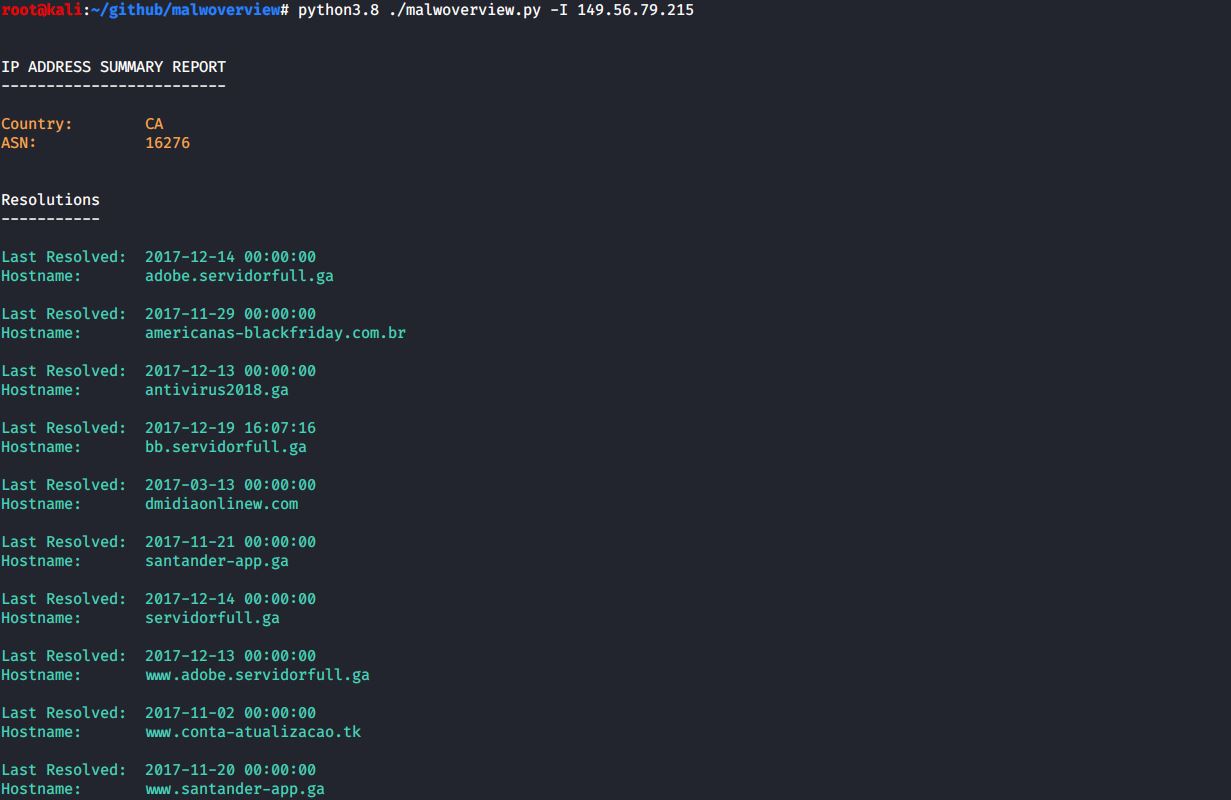 root@kali:~/github/malwoverview# python3.8 ./malwoverview.py -I 149.56.79.215
IP ADDRESS SUMMARY REPORT
-------------------------
Country: CA
ASN: 16276
Resolutions
-----------
Last Resolved: 2017-12-14 00:00:00
Hostname: adobe.servidorfull.ga
Last Resolved: 2017-11-29 00:00:00
Hostname: americanas-blackfriday.com.br
Last Resolved: 2017-12-13 00:00:00
Hostname: antivirus2018.ga
Last Resolved: 2017-12-19 16:07:16
Hostname: bb.servidorfull.ga
Last Resolved: 2017-03-13 00:00:00
Hostname: dmidiaonlinew.com
Last Resolved: 2017-11-21 00:00:00
Hostname: santander-app.ga
Last Resolved: 2017-12-14 00:00:00
Hostname: servidorfull.ga
Last Resolved: 2017-12-13 00:00:00
Hostname: www.adobe.servidorfull.ga
Last Resolved: 2017-11-02 00:00:00
Hostname: www.conta-atualizacao.tk
Last Resolved: 2017-11-20 00:00:00
Hostname: www.santander-app.ga